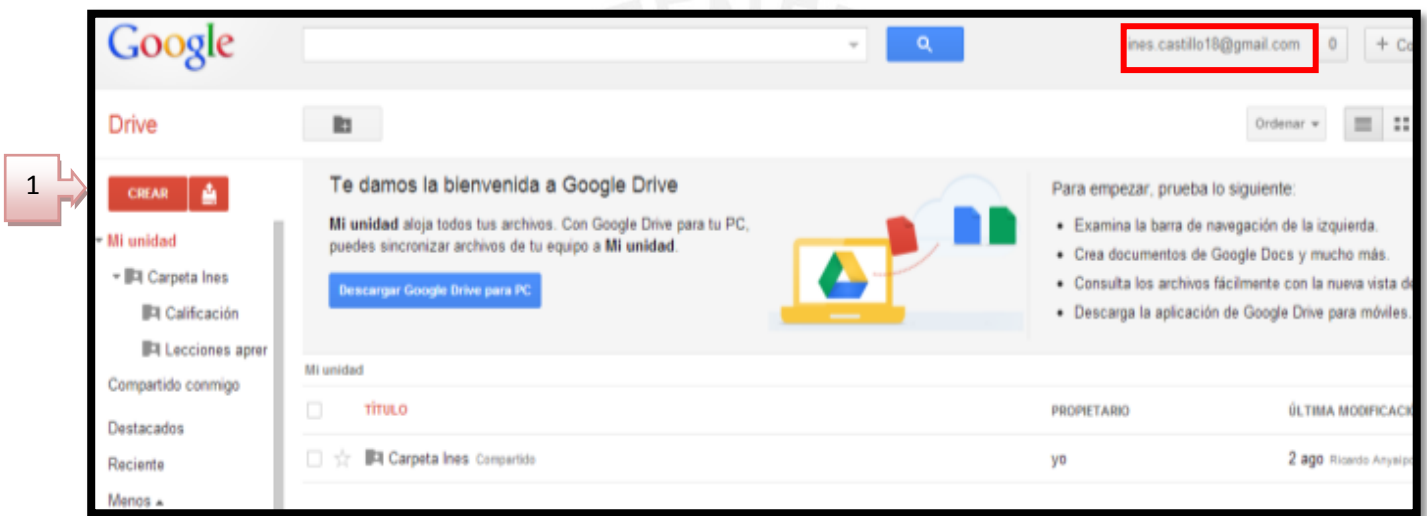 Google
ines.castillo18@gmail.com 0 + Co
Drive
Ordenar
1
CREAR
Te damos la bienvenida a Google Drive
Mi unidad aloja todos tus archivos. Con Google Drive para tu PC,
puedes sincronizar archivos de tu equipo a Mi unidad.
Descargar Google Drive para PC
Para empezar, prueba lo siguiente:
• Examina la barra de navegación de la izquierda.
• Crea documentos de Google Docs y mucho más.
• Consulta los archivos fácilmente con la nueva vista de
• Descarga la aplicación de Google Drive para móviles.
Mi unidad
Carpeta Ines
Calificación
Lecciones aprer
Compartido conmigo
Destacados
Reciente
Menos
Mi unidad
TÍTULO PROPIETARIO ÚLTIMA MODIFICACI
Carpeta Ines Compartido yo 2 ago Ricardo